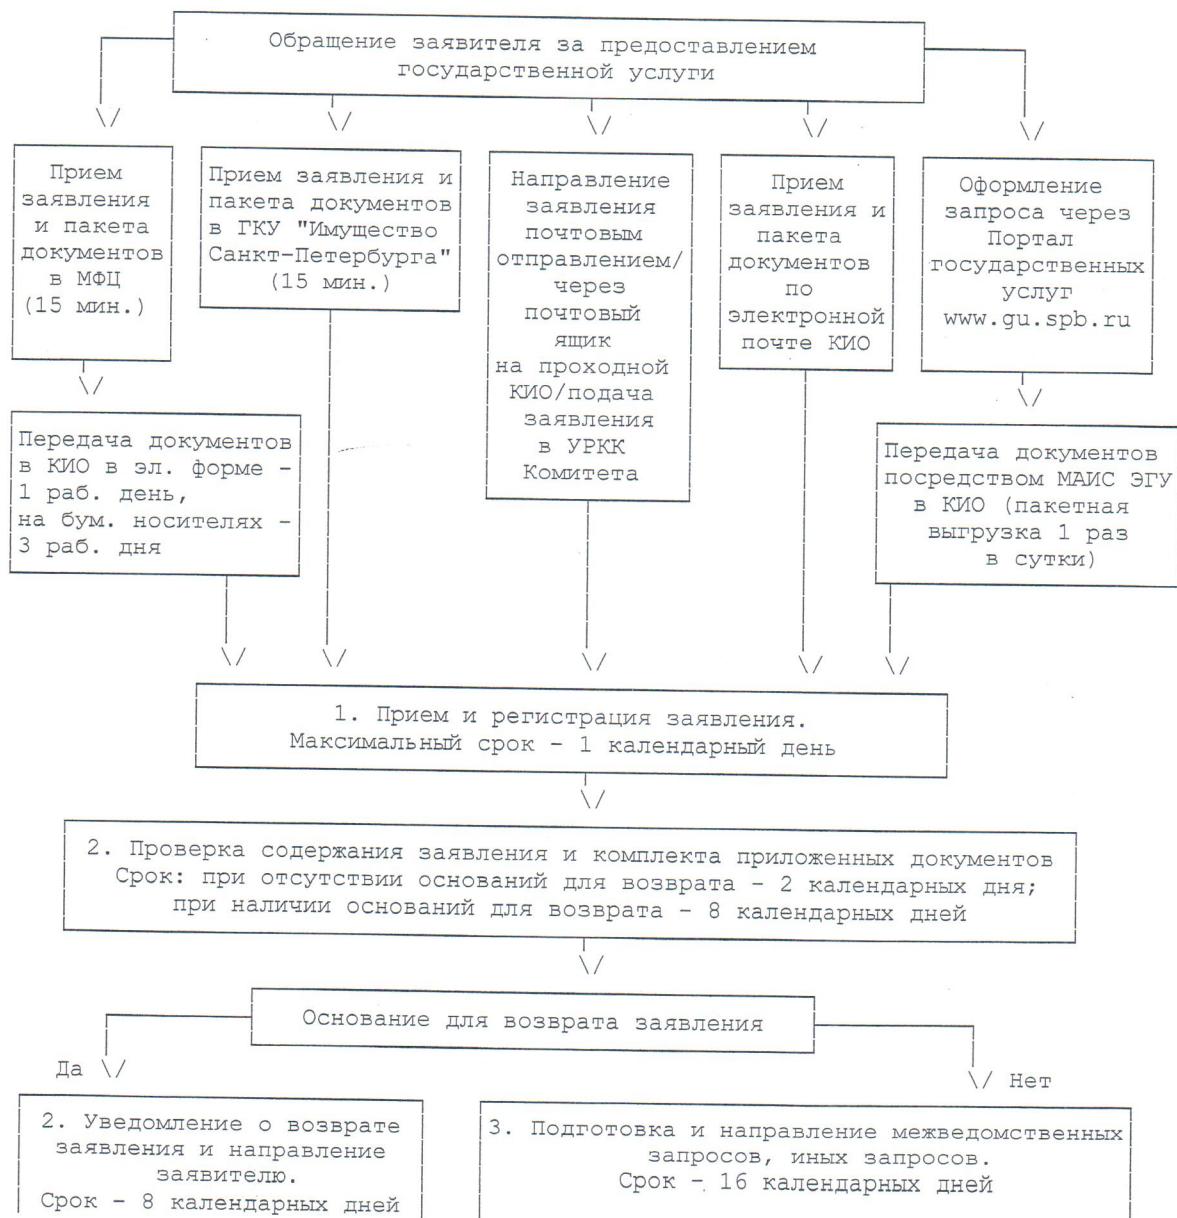 Обращение заявителя за предоставлением
государственной услуги
Прием
заявления
и пакета
документов
в МФЦ
(15 мин.)
Прием заявления и
пакета документов
в ГКУ "Имущество
Санкт-Петербурга"
(15 мин.)
Направление
заявления
почтовым
отправлением/
через
почтовый
ящик
на проходной
КИО/подача
заявления
в УРКК
Комитета
Прием
заявления и
пакета
документов
по
электронной
почте КИО
Оформление
запроса через
Портал
государственных
услуг
www.gu.spb.ru
Передача документов
в КИО в эл. форме -
1 раб. день,
на бум. носителях -
3 раб. дня
Передача документов
посредством МАИС ЭГУ
в КИО (пакетная
выгрузка 1 раз
в сутки)
1. Прием и регистрация заявления.
Максимальный срок - 1 календарный день
2. Проверка содержания заявления и комплекта приложенных документов
Срок: при отсутствии оснований для возврата - 2 календарных дня;
при наличии оснований для возврата - 8 календарных дней
Основание для возврата заявления
Да
Нет
2. Уведомление о возврате
заявления и направление
заявителю.
Срок - 8 календарных дней
3. Подготовка и направление межведомственных
запросов, иных запросов.
Срок - 16 календарных дней